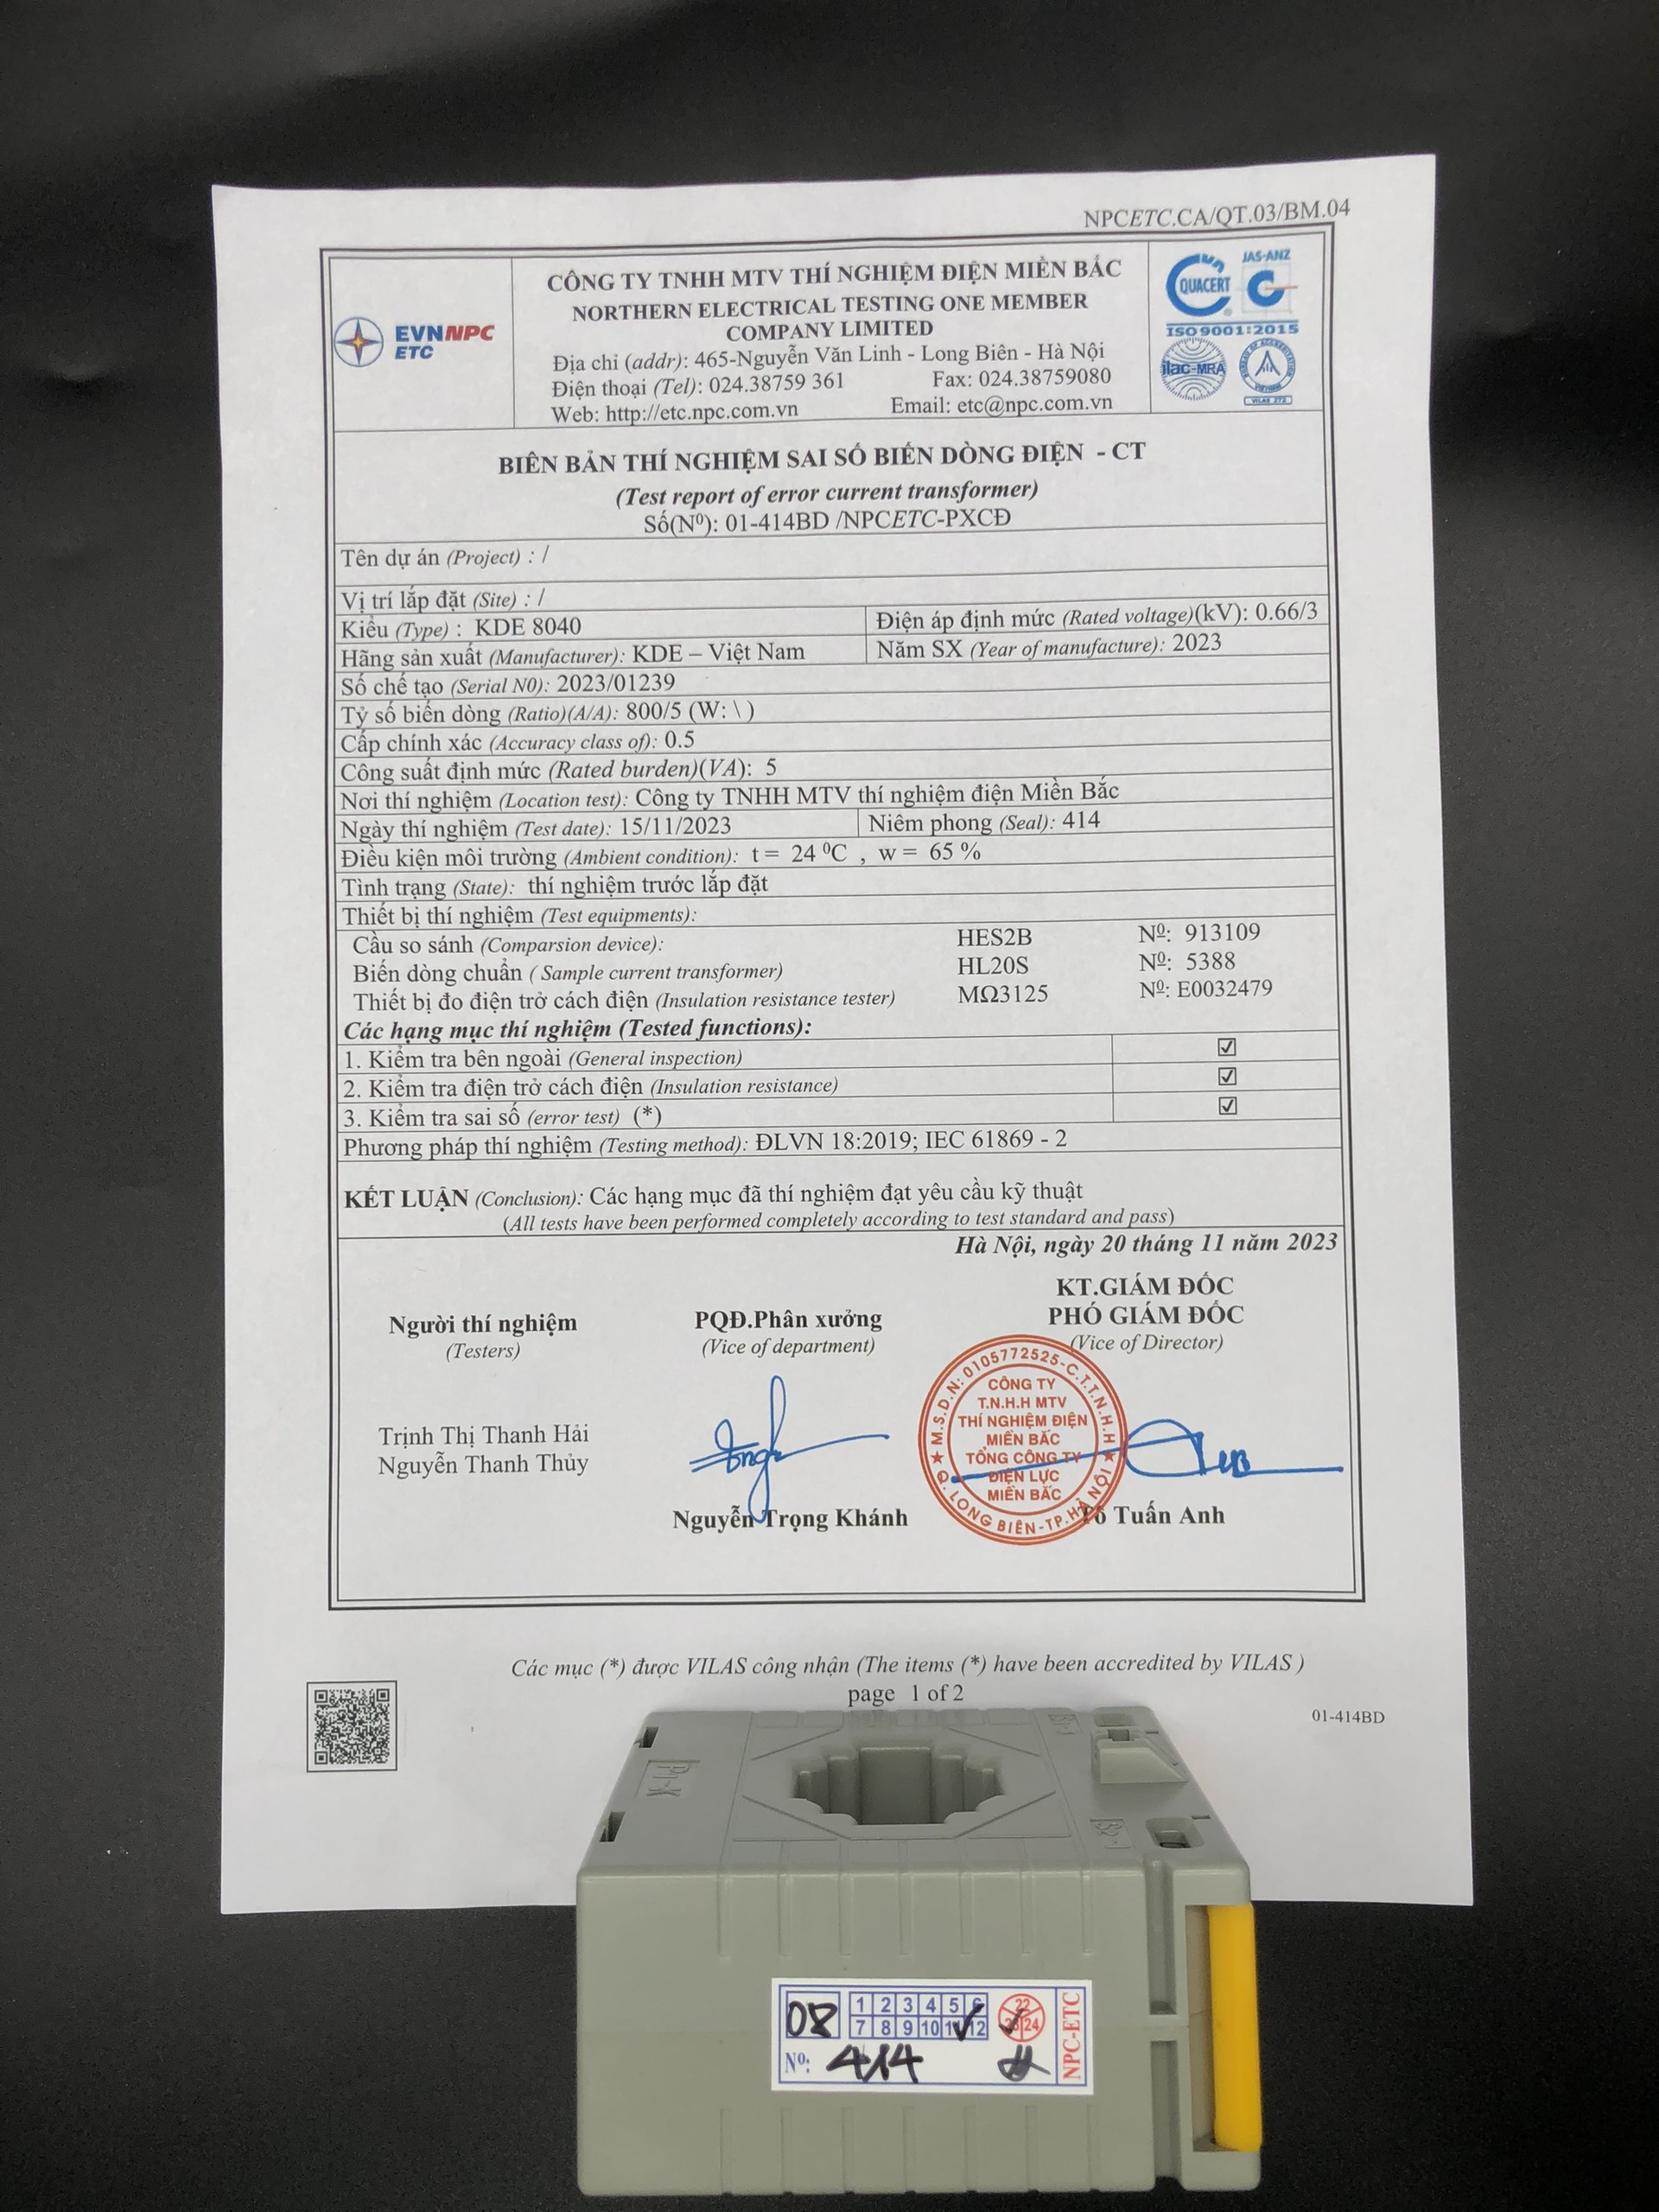 NPCETC.CA/QT.03/BM.04
EVNNPC
ETC
CÔNG TY TNHH MTV THÍ NGHIỆM ĐIỆN MIỀN BẮC
NORTHERN ELECTRICAL TESTING ONE MEMBER
COMPANY LIMITED
Địa chỉ (addr): 465-Nguyễn Văn Linh - Long Biên - Hà Nội
Điện thoại (Tel): 024.38759 361 Fax: 024.38759080
Web: http://etc.npc.com.vn Email: etc@npc.com.vn
QUACERT
JAS-ANZ
ISO 9001:2015
ilac-MRA
BUREAU OF ACCREDITATION
VIETNAM
VILAS 272
BIÊN BẢN THÍ NGHIỆM SAI SỐ BIẾN DÒNG ĐIỆN - CT
(Test report of error current transformer)
Số(Nº): 01-414BD /NPCETC-PXCĐ
Tên dự án (Project) : /
Vị trí lắp đặt (Site) : /
Kiểu (Type) : KDE 8040 Điện áp định mức (Rated voltage)(kV): 0.66/3
Hãng sản xuất (Manufacturer): KDE – Việt Nam Năm SX (Year of manufacture): 2023
Số chế tạo (Serial N0): 2023/01239
Tỷ số biến dòng (Ratio)(A/A): 800/5 (W: \ )
Cấp chính xác (Accuracy class of): 0.5
Công suất định mức (Rated burden)(VA): 5
Nơi thí nghiệm (Location test): Công ty TNHH MTV thí nghiệm điện Miền Bắc
Ngày thí nghiệm (Test date): 15/11/2023 Niêm phong (Seal): 414
Điều kiện môi trường (Ambient condition): t = 24 ⁰C , w = 65 %
Tình trạng (State): thí nghiệm trước lắp đặt
Thiết bị thí nghiệm (Test equipments):
Cầu so sánh (Comparsion device): HES2B Nº: 913109
Biến dòng chuẩn ( Sample current transformer) HL20S Nº: 5388
Thiết bị đo điện trở cách điện (Insulation resistance tester) MΩ3125 Nº: E0032479
Các hạng mục thí nghiệm (Tested functions):
1. Kiểm tra bên ngoài (General inspection) ☑
2. Kiểm tra điện trở cách điện (Insulation resistance) ☑
3. Kiểm tra sai số (error test) (*) ☑
Phương pháp thí nghiệm (Testing method): ĐLVN 18:2019; IEC 61869 - 2
KẾT LUẬN (Conclusion): Các hạng mục đã thí nghiệm đạt yêu cầu kỹ thuật
(All tests have been performed completely according to test standard and pass)
Hà Nội, ngày 20 tháng 11 năm 2023
KT.GIÁM ĐỐC
Người thí nghiệm PQĐ.Phân xưởng PHÓ GIÁM ĐỐC
(Testers) (Vice of department) (Vice of Director)
M.S.D.N: 0105772525-C.T.T.N.H.H
CÔNG TY
T.N.H.H MTV
THÍ NGHIỆM ĐIỆN
MIỀN BẮC
TỔNG CÔNG TY
ĐIỆN LỰC
MIỀN BẮC
Q. LONG BIÊN-TP.HÀ NỘI
Trịnh Thị Thanh Hải
Nguyễn Thanh Thủy
Nguyễn Trọng Khánh Tô Tuấn Anh
Các mục (*) được VILAS công nhận (The items (*) have been accredited by VILAS )
page 1 of 2
01-414BD
P1-K
08 1 2 3 4 5 6 22
7 8 9 10 11 12 23 24
Nº: 414
NPC-ETC